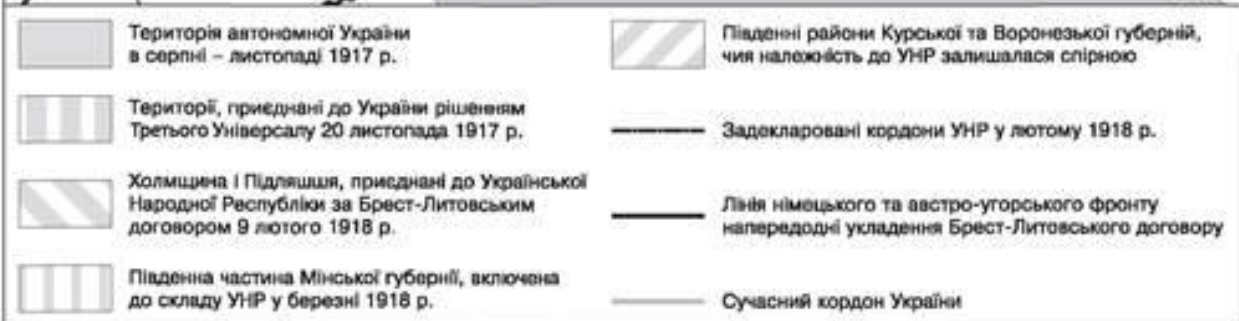 Територія автономної України
в серпні – листопаді 1917 р.
Території, приєднані до України рішенням
Третього Універсалу 20 листопада 1917 р.
Холмщина і Підляшшя, приєднані до Української
Народної Республіки за Брест-Литовським
договором 9 лютого 1918 р.
Південна частина Мінської губернії, включена
до складу УНР у березні 1918 р.
Південні райони Курської та Воронезької губерній,
чия належність до УНР залишалася спірною
Задекларовані кордони УНР у лютому 1918 р.
Лінія німецького та австро-угорського фронту
напередодні укладення Брест-Литовського договору
Сучасний кордон України